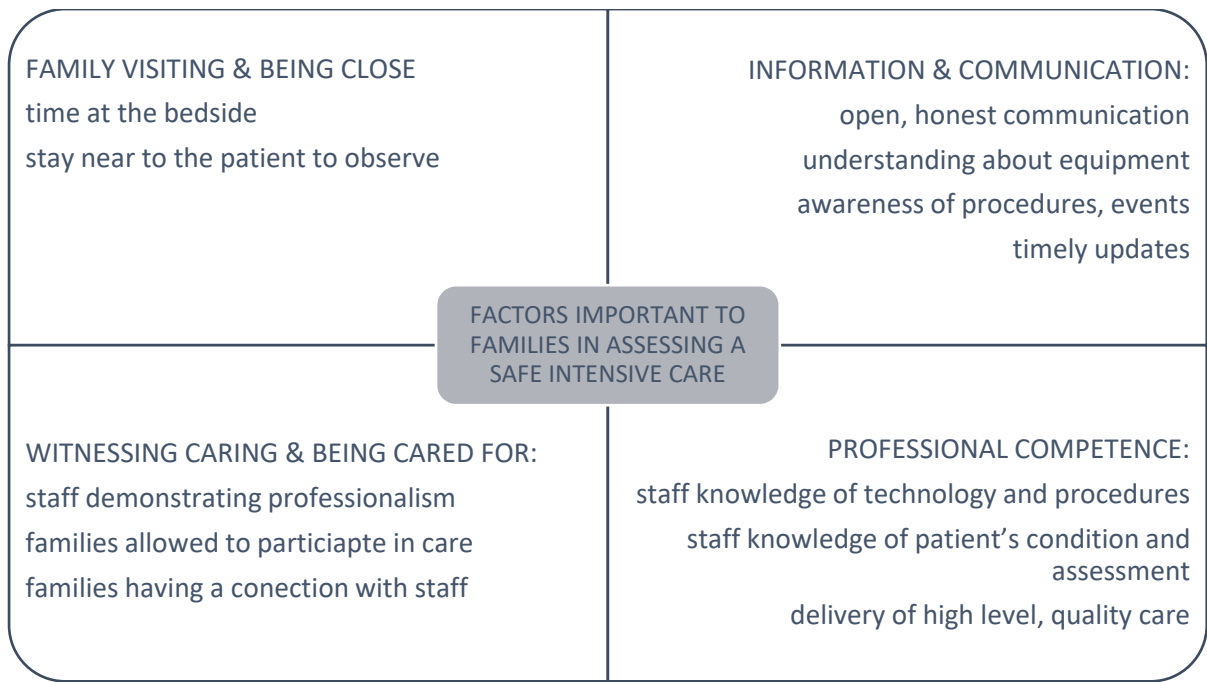 FAMILY VISITING & BEING CLOSE
time at the bedside
stay near to the patient to observe
INFORMATION & COMMUNICATION:
open, honest communication
understanding about equipment
awareness of procedures, events
timely updates
FACTORS IMPORTANT TO
FAMILIES IN ASSESSING A
SAFE INTENSIVE CARE
WITNESSING CARING & BEING CARED FOR:
staff demonstrating professionalism
families allowed to particiapte in care
families having a conection with staff
PROFESSIONAL COMPETENCE:
staff knowledge of technology and procedures
staff knowledge of patient’s condition and
assessment
delivery of high level, quality care